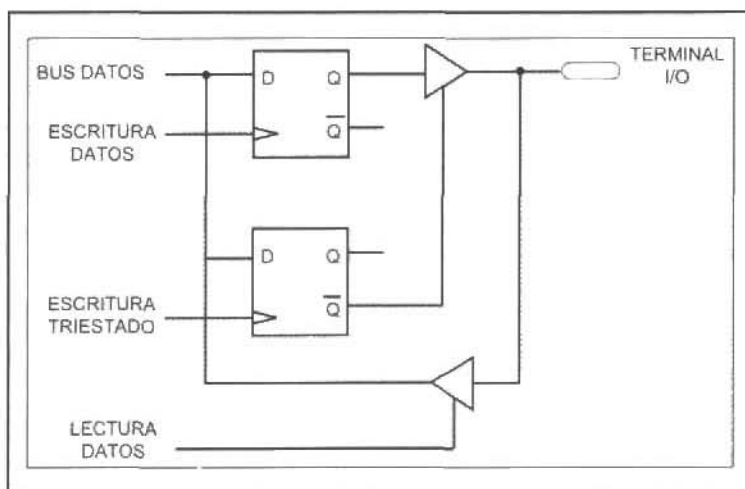 BUS DATOS
D
Q
TERMINAL
I/O
ESCRITURA
DATOS
Q̅
D
Q
ESCRITURA
TRIESTADO
Q̅
LECTURA
DATOS